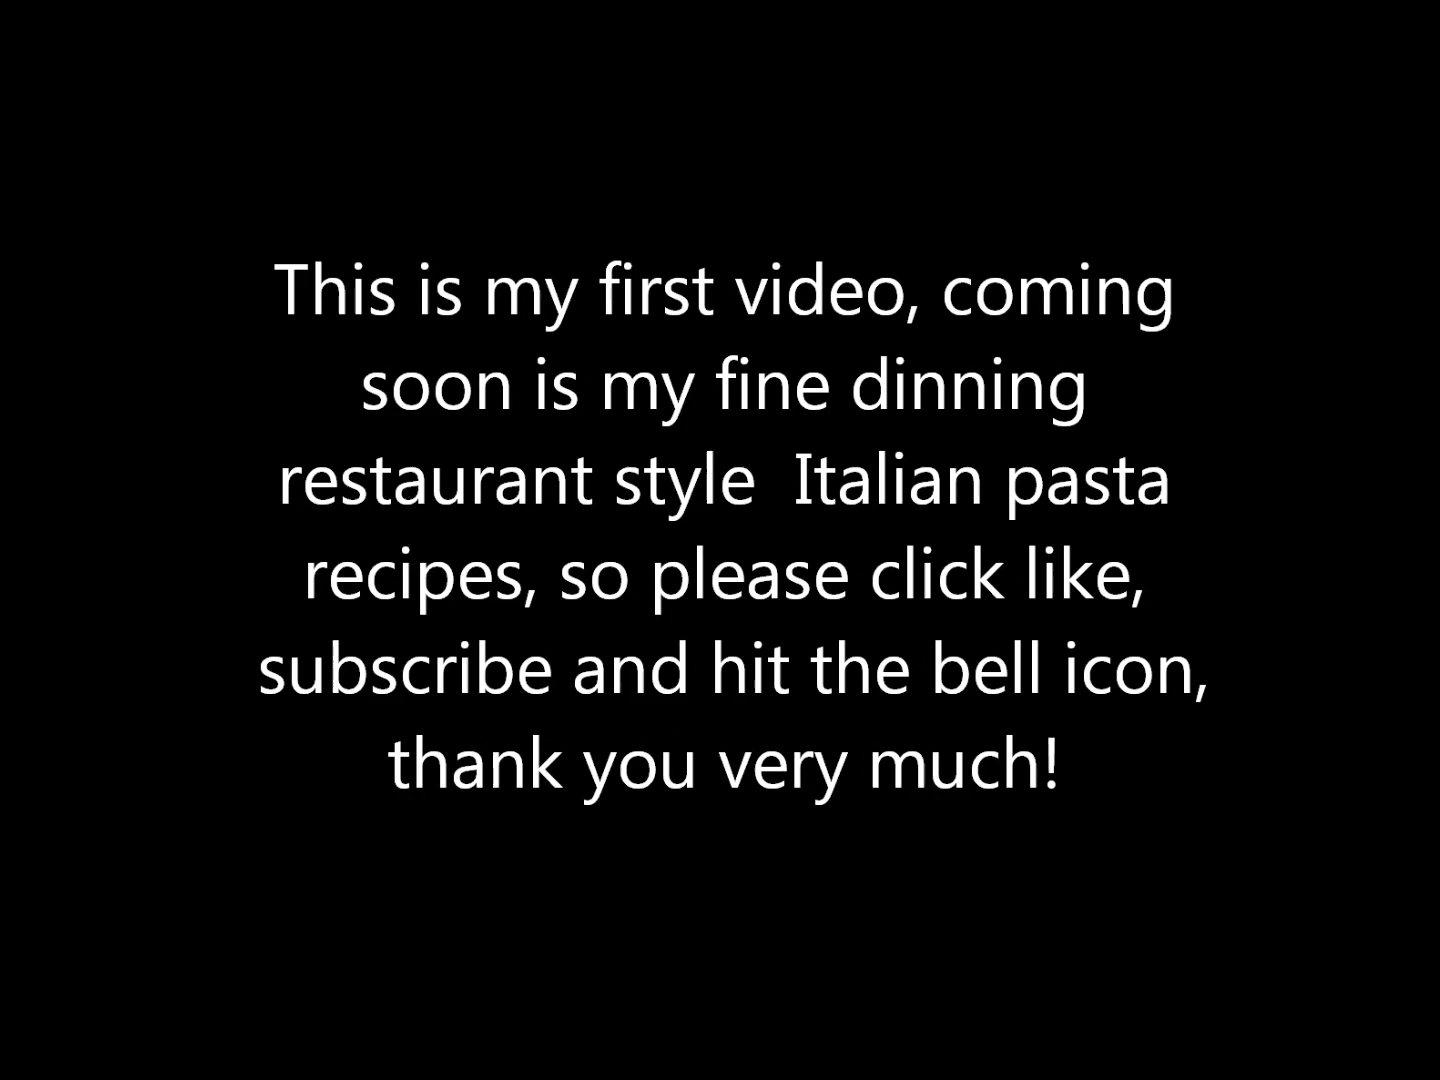 This is my first video, coming
soon is my fine dinning
restaurant style  Italian pasta
recipes, so please click like,
subscribe and hit the bell icon,
thank you very much!